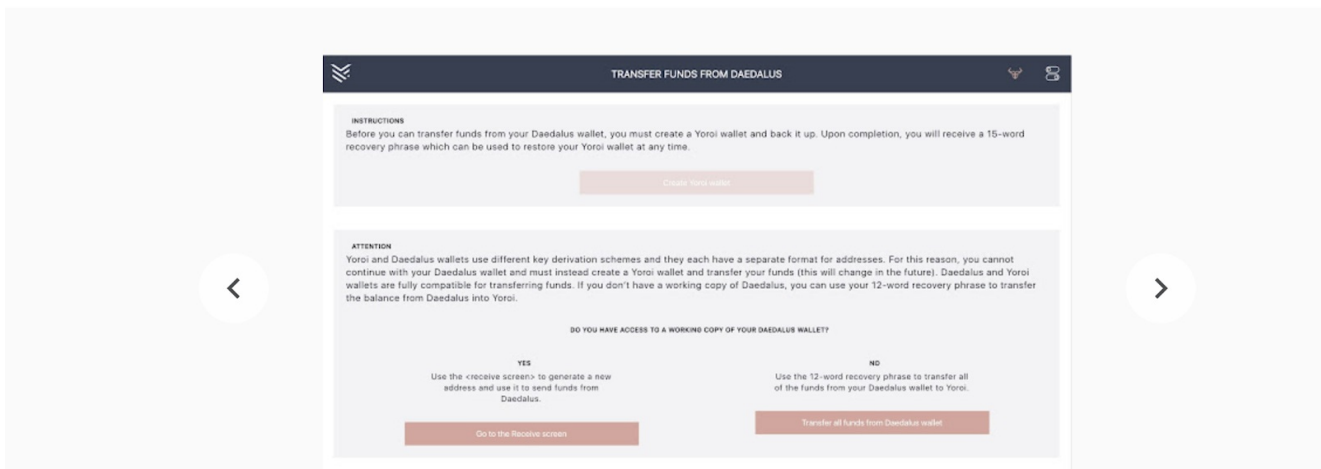 TRANSFER FUNDS FROM DAEDALUS
INSTRUCTIONS
Before you can transfer funds from your Daedalus wallet, you must create a Yoroi wallet and back it up. Upon completion, you will receive a 15-word
recovery phrase which can be used to restore your Yoroi wallet at any time.
Create Yoroi wallet
ATTENTION
Yoroi and Daedalus wallets use different key derivation schemes and they each have a separate format for addresses. For this reason, you cannot
continue with your Daedalus wallet and must instead create a Yoroi wallet and transfer your funds (this will change in the future). Daedalus and Yoroi
wallets are fully compatible for transferring funds. If you don't have a working copy of Daedalus, you can use your 12-word recovery phrase to transfer
the balance from Daedalus into Yoroi.
DO YOU HAVE ACCESS TO A WORKING COPY OF YOUR DAEDALUS WALLET?
YES
Use the <receive screen> to generate a new
address and use it to send funds from
Daedalus.
Go to the Receive screen
NO
Use the 12-word recovery phrase to transfer all
of the funds from your Daedalus wallet to Yoroi.
Transfer all funds from Daedalus wallet